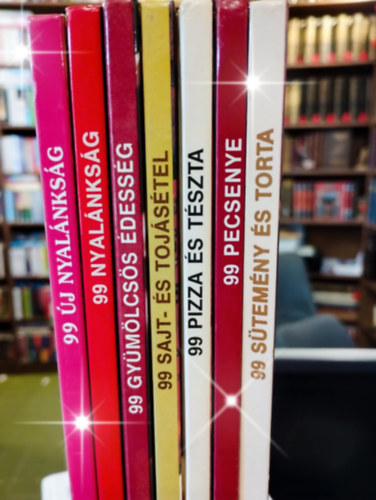 99 ÚJ NYALÁNKSÁG
99 NYALÁNKSÁG
99 GYÜMÖLCSÖS ÉDESSÉG
99 SAJT- ÉS TOJÁSÉTEL
99 PIZZA ÉS TÉSZTA
99 PECSENYE
99 SÜTEMÉNY ÉS TORTA